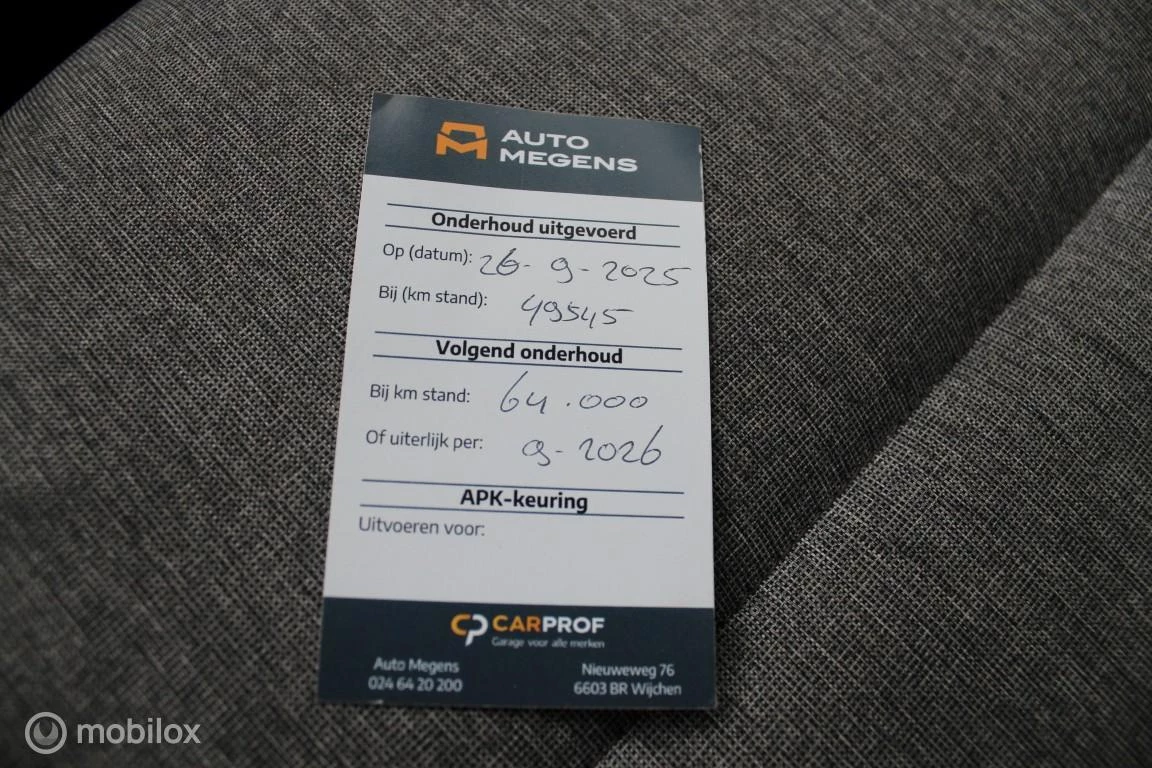 AUTO
MEGENS
Onderhoud uitgevoerd
Op (datum): 26-9-2025
Bij (km stand): 49545
Volgend onderhoud
Bij km stand: 64.000
Of uiterlijk per: 9-2026
APK-keuring
Uitvoeren voor:
CARPROF
Garage voor alle merken
Auto Megens
024 64 20 200
Nieuweweg 76
6603 BR Wijchen
mobilox